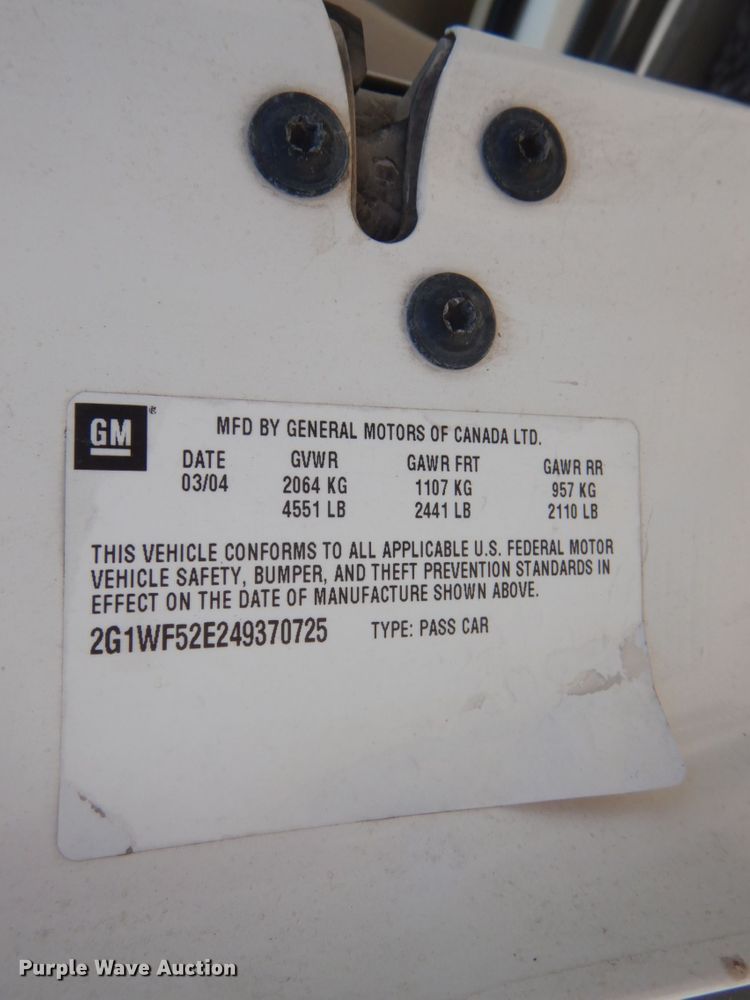 GM
MFD BY GENERAL MOTORS OF CANADA LTD.
DATE GVWR GAWR FRT GAWR RR
03/04 2064 KG 1107 KG 957 KG
4551 LB 2441 LB 2110 LB
THIS VEHICLE CONFORMS TO ALL APPLICABLE U.S. FEDERAL MOTOR
VEHICLE SAFETY, BUMPER, AND THEFT PREVENTION STANDARDS IN
EFFECT ON THE DATE OF MANUFACTURE SHOWN ABOVE.
2G1WF52E249370725 TYPE: PASS CAR
Purple Wave Auction